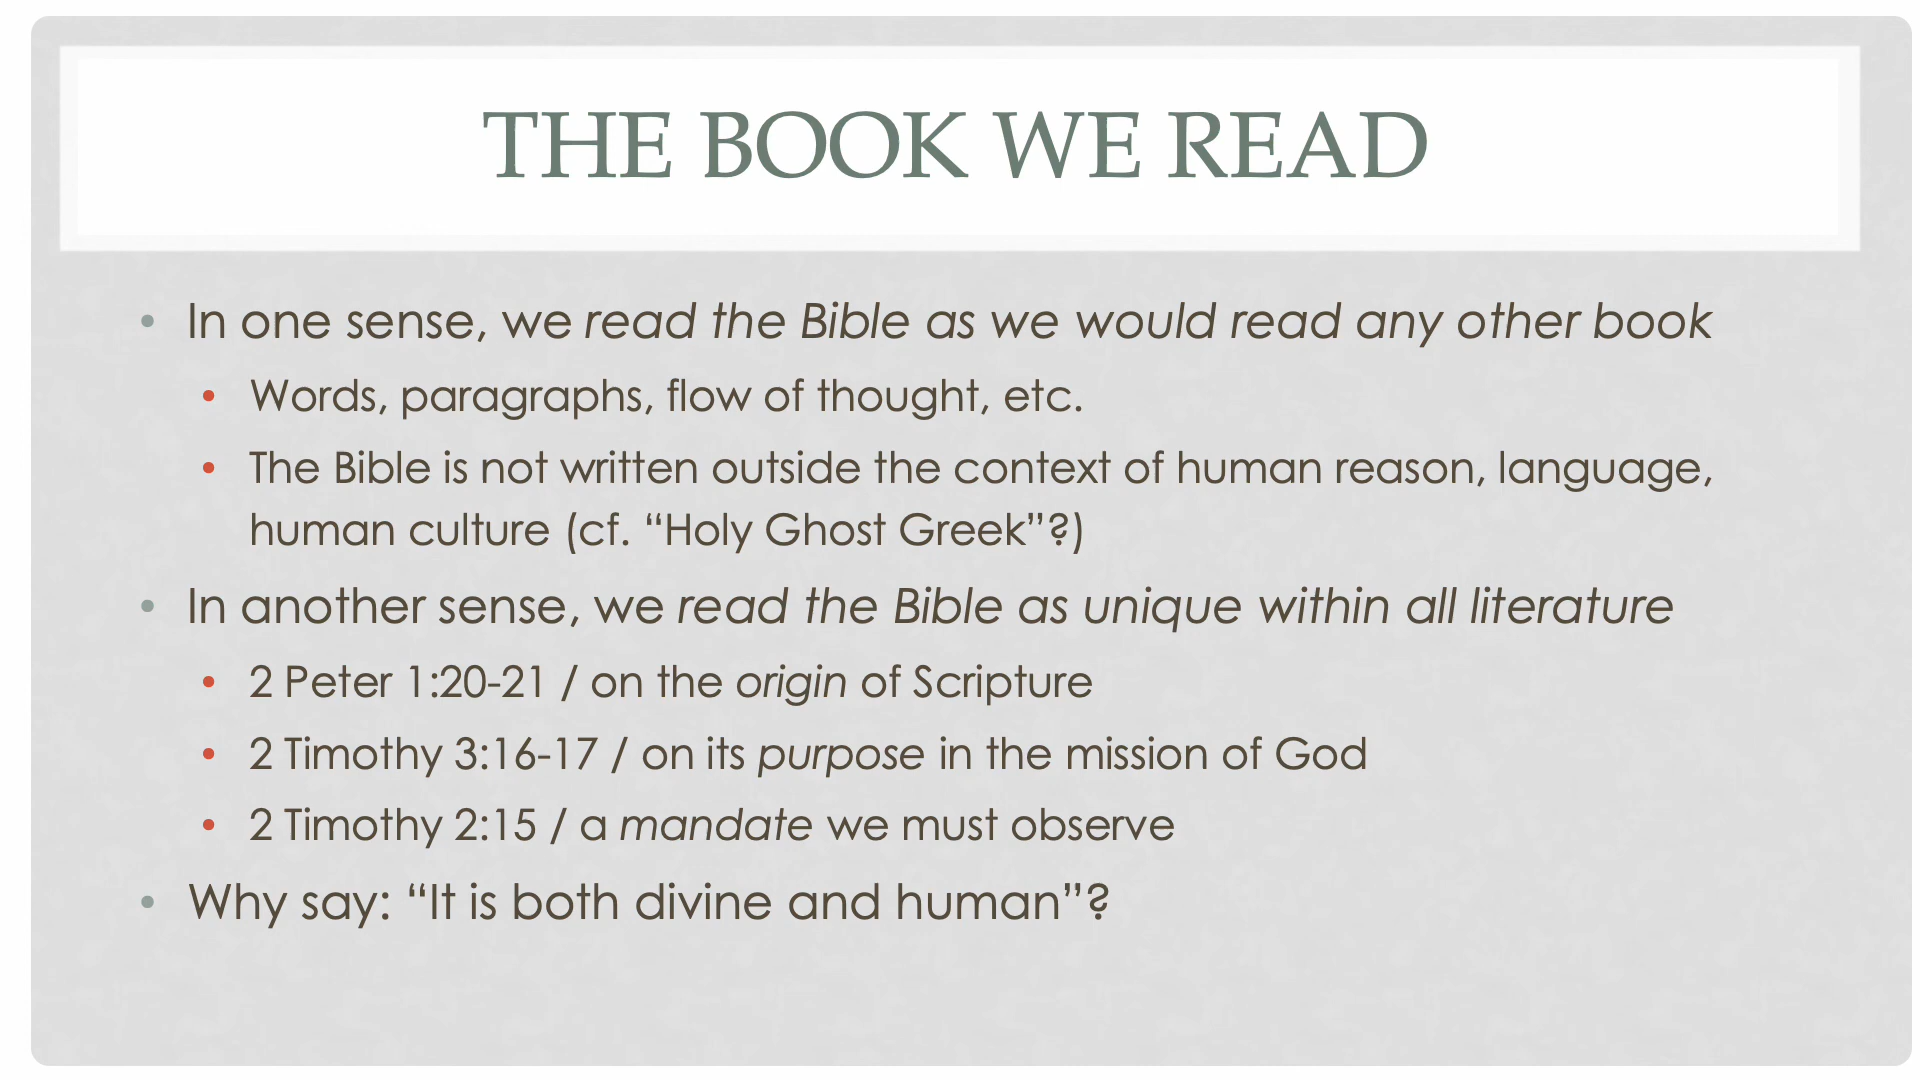 THE BOOK WE READ
• In one sense, we read the Bible as we would read any other book
• Words, paragraphs, flow of thought, etc.
• The Bible is not written outside the context of human reason, language,
human culture (cf. “Holy Ghost Greek”?)
• In another sense, we read the Bible as unique within all literature
• 2 Peter 1:20-21 / on the origin of Scripture
• 2 Timothy 3:16-17 / on its purpose in the mission of God
• 2 Timothy 2:15 / a mandate we must observe
• Why say: “It is both divine and human”?